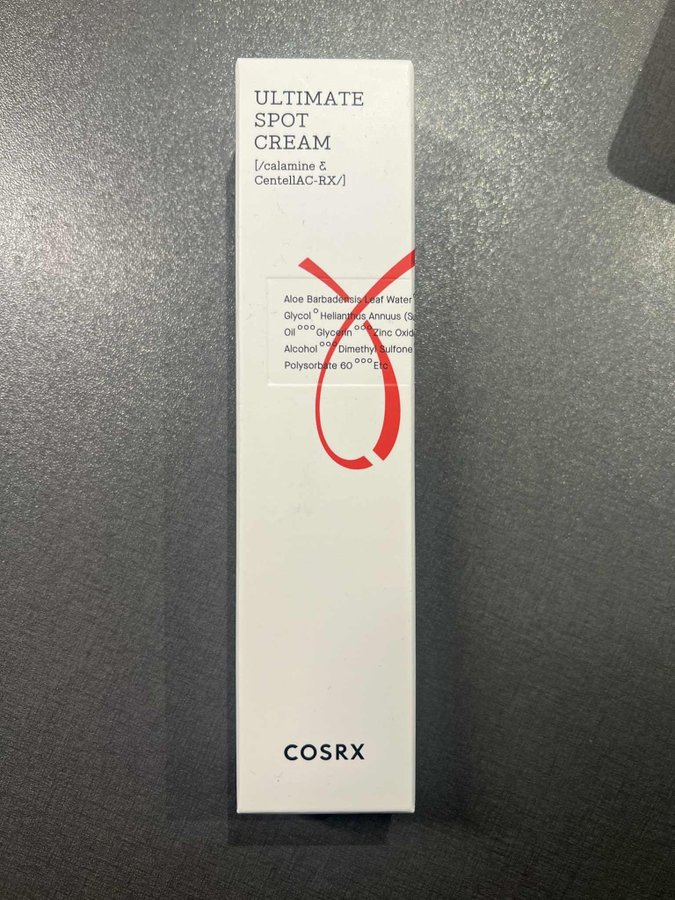 ULTIMATE
SPOT
CREAM
[/calamine &
CentellAC-RX/]
Aloe Barbadensis Leaf Water
Glycol ° Helianthus Annuus
Oil °°° Glycerin °°° Zinc
Alcohol °°° Dimethyl Sulfone
Polysorbate 60 °°° Etc
COSRX